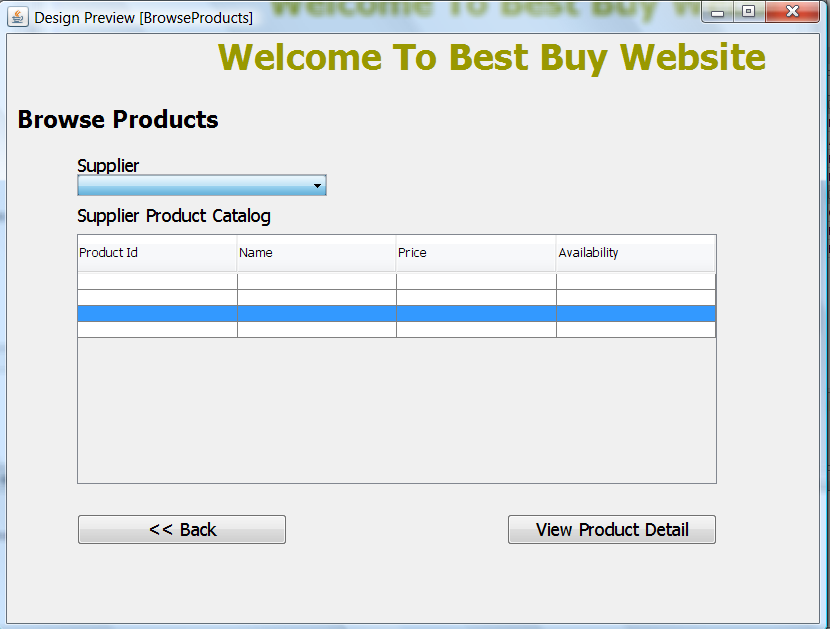 Design Preview [BrowseProducts]
Welcome To Best Buy Website
Browse Products
Supplier
Supplier Product Catalog
Product Id Name Price Availability
<< Back View Product Detail